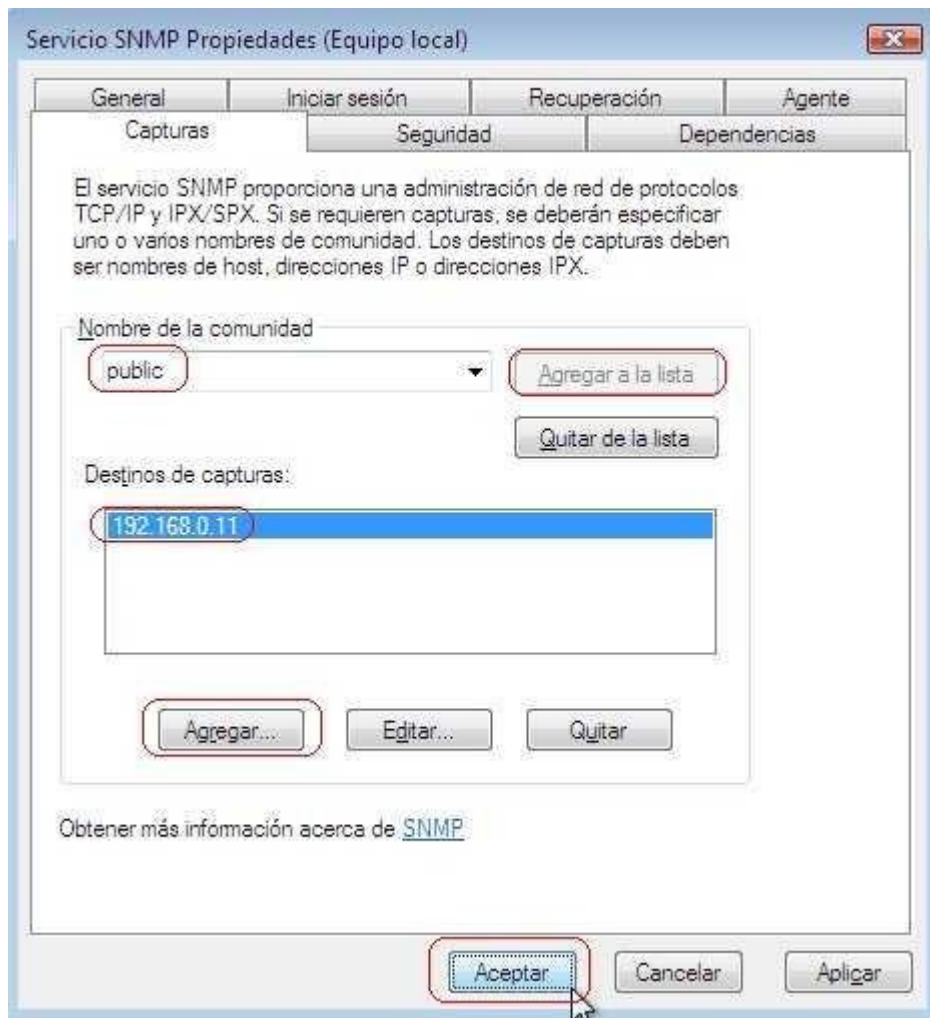 Servicio SNMP Propiedades (Equipo local)
General Iniciar sesión Recuperación Agente
Capturas Seguridad Dependencias
El servicio SNMP proporciona una administración de red de protocolos
TCP/IP y IPX/SPX. Si se requieren capturas, se deberán especificar
uno o varios nombres de comunidad. Los destinos de capturas deben
ser nombres de host, direcciones IP o direcciones IPX.
Nombre de la comunidad
public Agregar a la lista
Quitar de la lista
Destinos de capturas:
192.168.0.11
Agregar... Editar... Quitar
Obtener más información acerca de SNMP
Aceptar Cancelar Aplicar